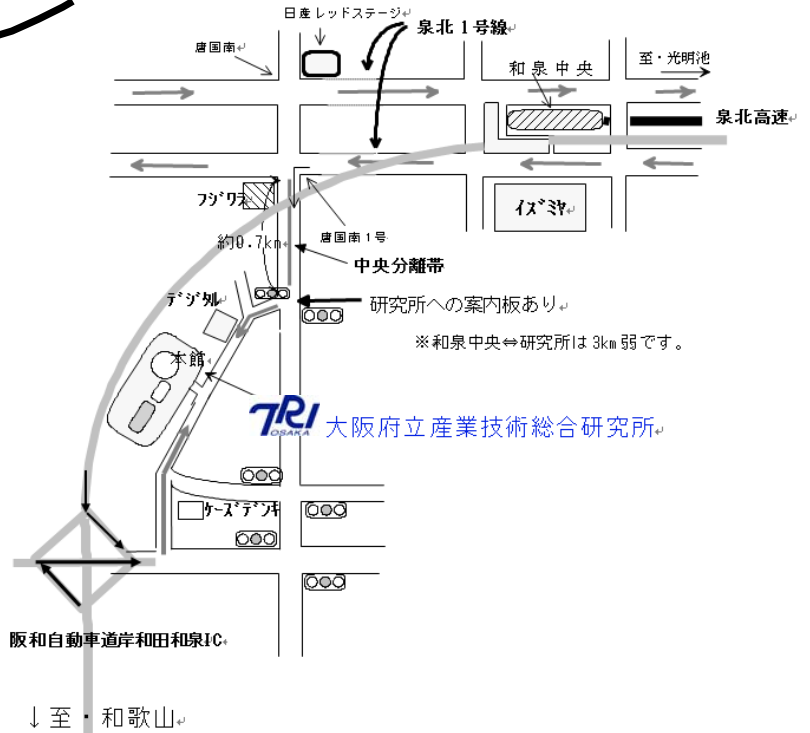 日産レッドステージ
泉北1号線
唐国南
和泉中央
至・光明池
泉北高速
フジワラ
イズミヤ
唐国南1号
約0.7km
中央分離帯
デジタル
研究所への案内板あり
※和泉中央⇔研究所は3km弱です。
本館
TRI
OSAKA
大阪府立産業技術総合研究所
ケーズデンキ
阪和自動車道岸和田和泉IC
↓至・和歌山